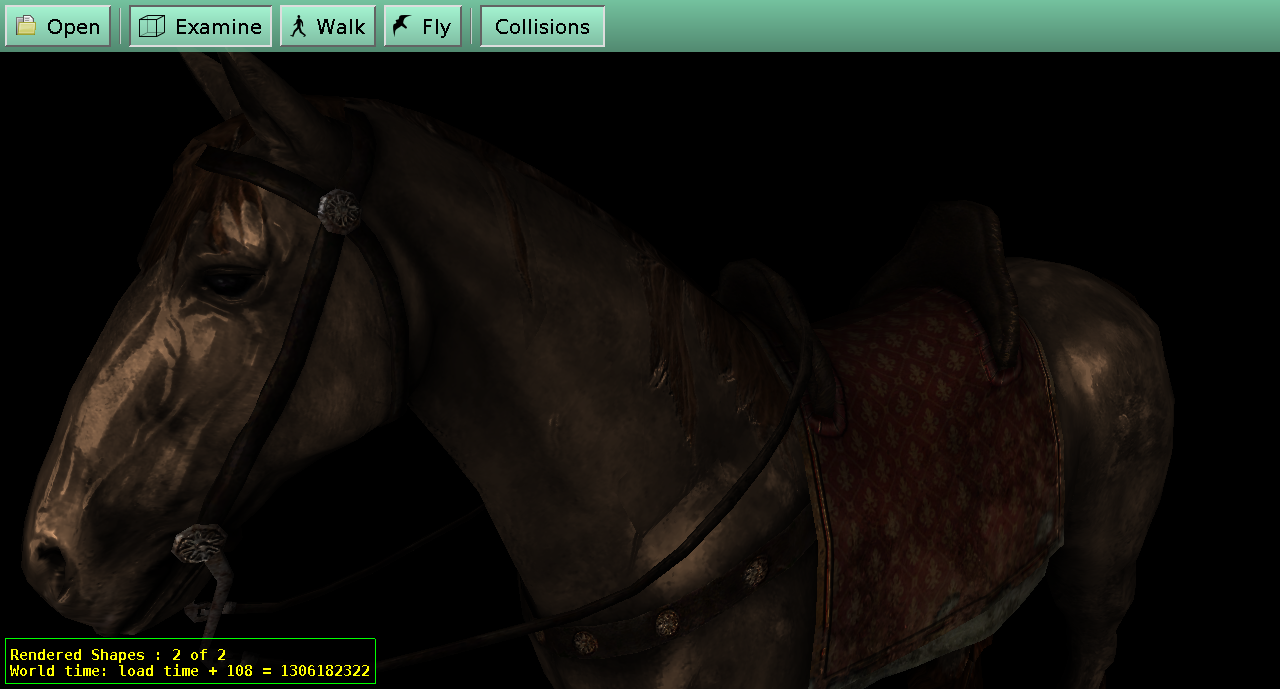 Open Examine Walk Fly Collisions
Rendered Shapes : 2 of 2
World time: load time + 108 = 1306182322